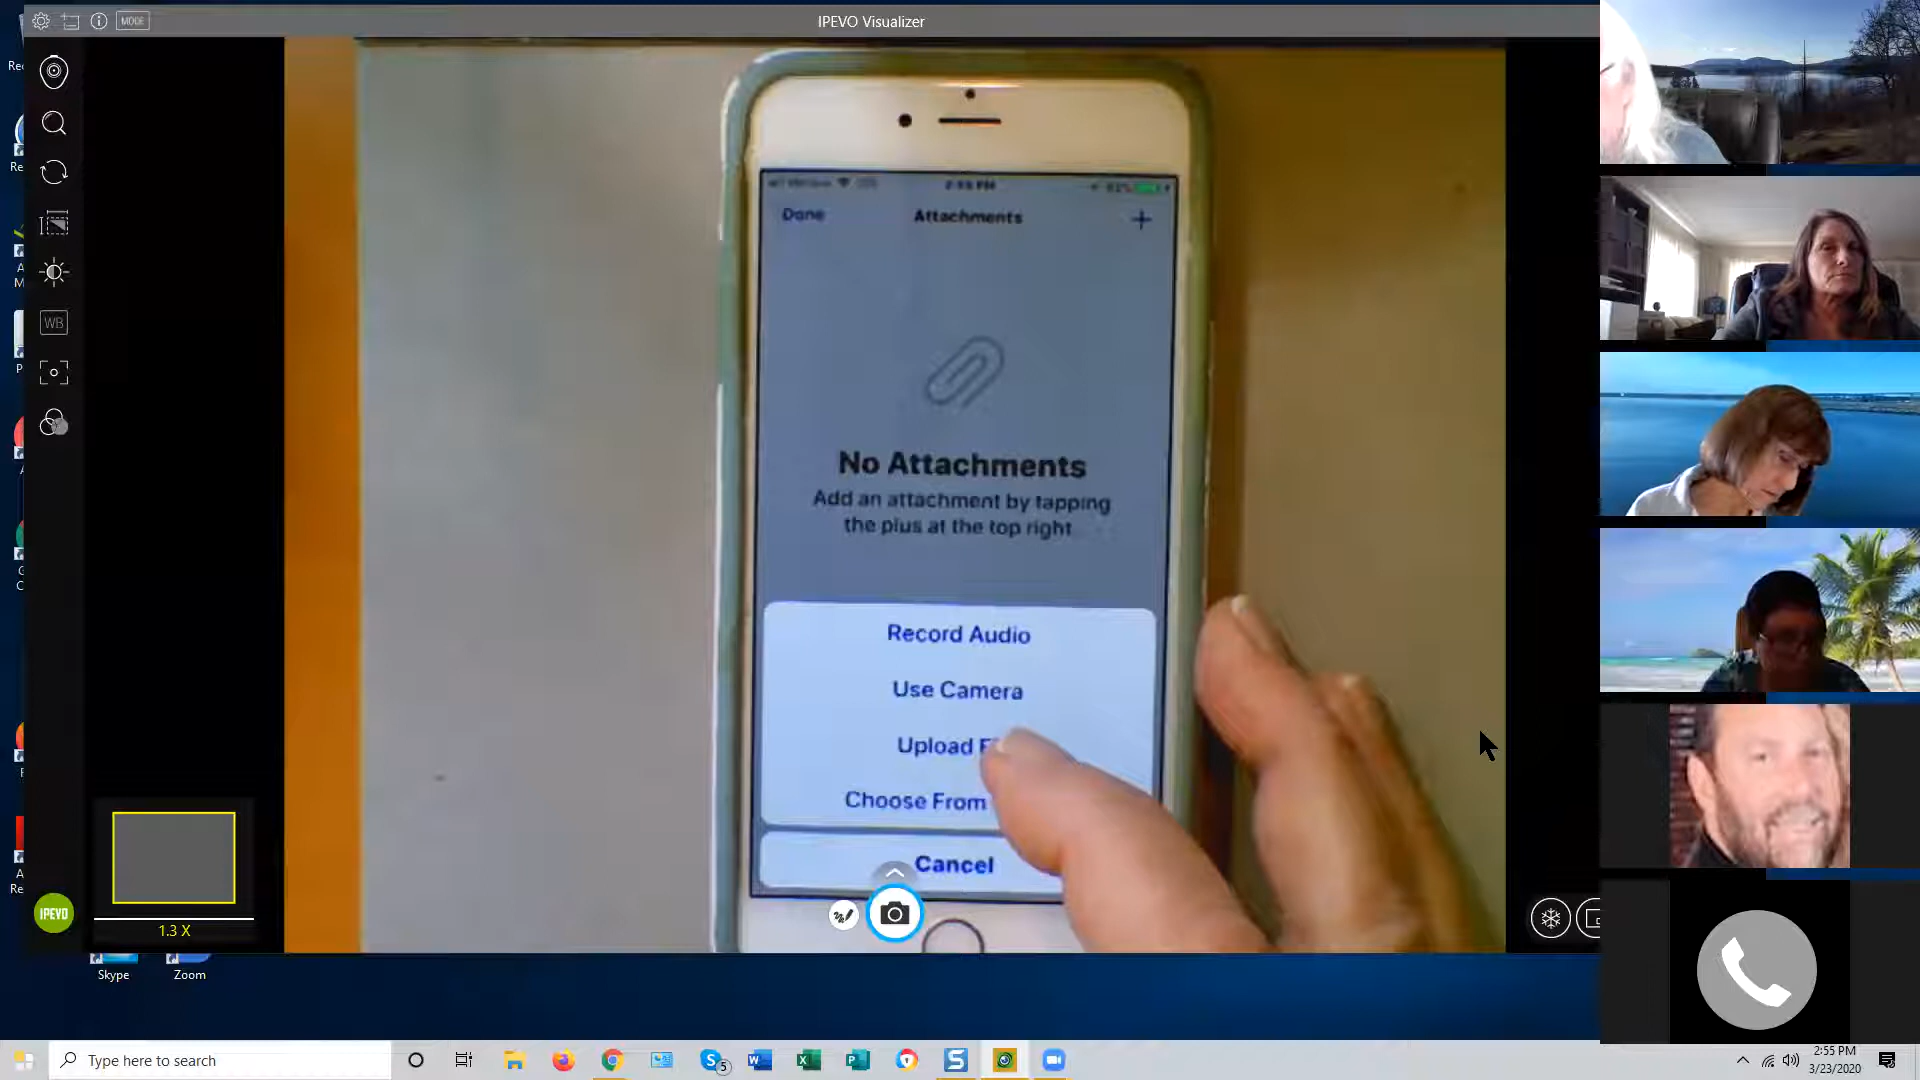 MODE
IPEVO Visualizer
WB
Done
Attachments
No Attachments
Add an attachment by tapping
the plus at the top right
Record Audio
Use Camera
Upload
Choose From
Cancel
IPEVO
1.3 X
Skype
Zoom
Type here to search
5
2:55 PM
3/23/2020